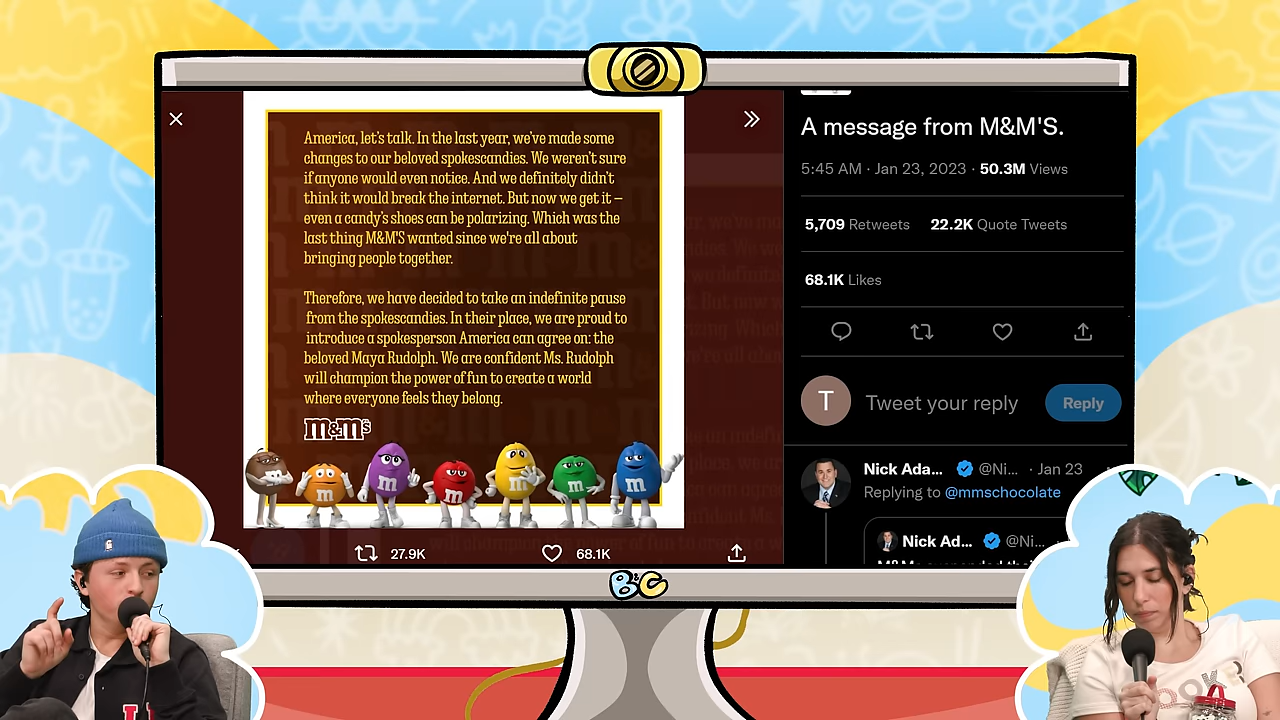 America, let's talk. In the last year, we've made some
changes to our beloved spokescandies. We weren't sure
if anyone would even notice. And we definitely didn't
think it would break the internet. But now we get it –
even a candy's shoes can be polarizing. Which was the
last thing M&M'S wanted since we're all about
bringing people together.
Therefore, we have decided to take an indefinite pause
from the spokescandies. In their place, we are proud to
introduce a spokesperson America can agree on: the
beloved Maya Rudolph. We are confident Ms. Rudolph
will champion the power of fun to create a world
where everyone feels they belong.
m&m's
m
m
m
m
m
m
27.9K
68.1K
A message from M&M'S.
5:45 AM · Jan 23, 2023 · 50.3M Views
5,709 Retweets 22.2K Quote Tweets
68.1K Likes
T Tweet your reply Reply
Nick Ada... @Ni... · Jan 23
Replying to @mmschocolate
Nick Ad... @Ni...
B&C